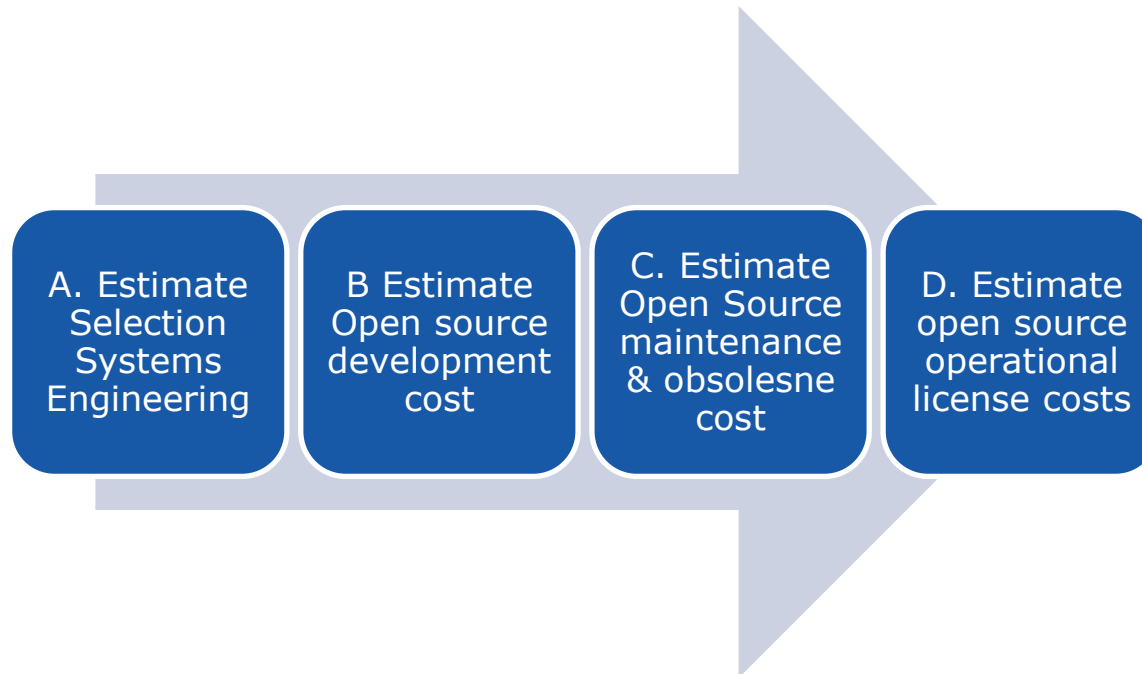 A. Estimate
Selection
Systems
Engineering
B Estimate
Open source
development
cost
C. Estimate
Open Source
maintenance
& obsolesne
cost
D. Estimate
open source
operational
license costs